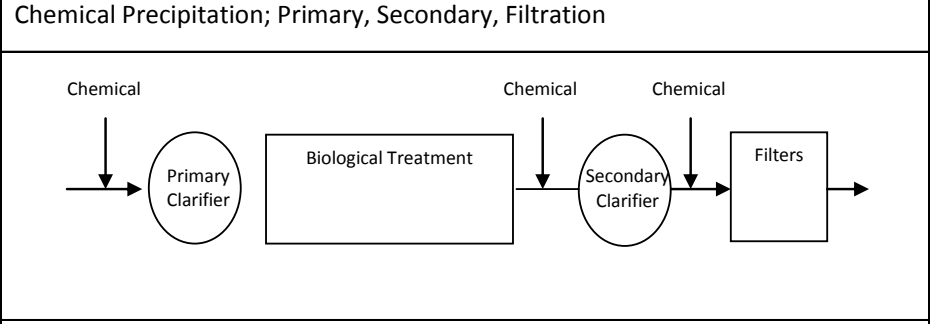 Chemical Precipitation; Primary, Secondary, Filtration
Chemical
Chemical
Chemical
Primary
Clarifier
Biological Treatment
Secondary
Clarifier
Filters